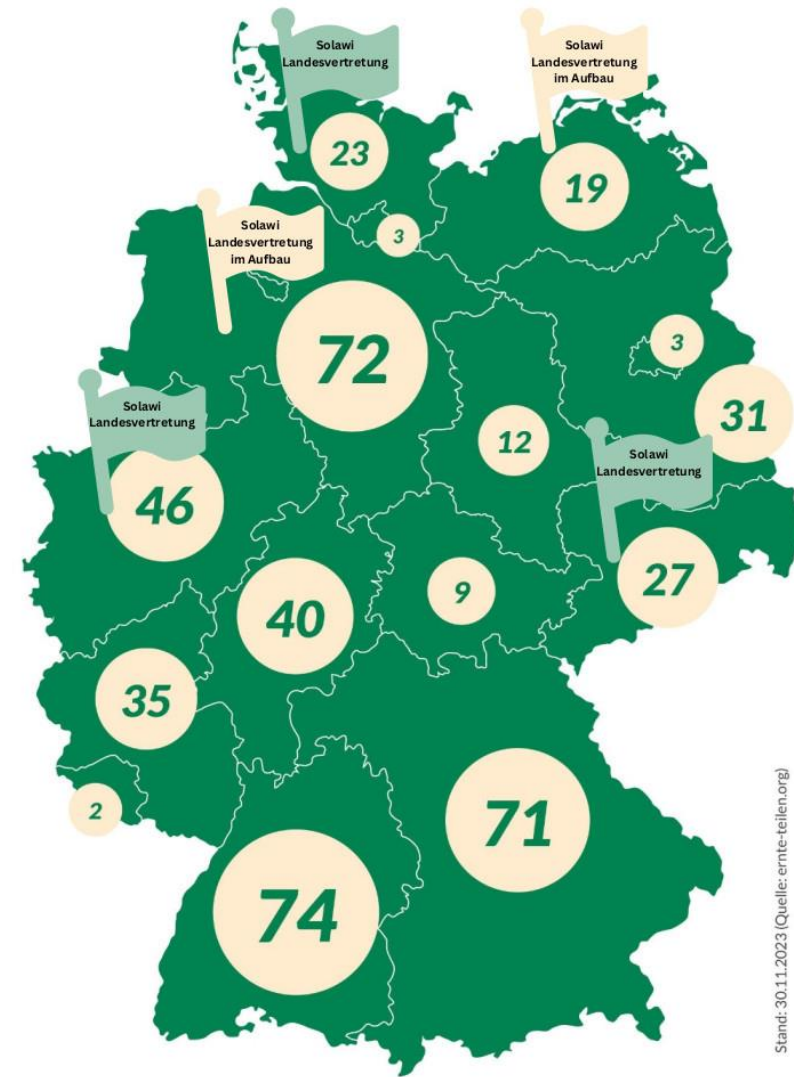 Solawi
Landesvertretung
Solawi
Landesvertretung
im Aufbau
23
19
3
Solawi
Landesvertretung
im Aufbau
72
3
31
Solawi
Landesvertretung
12
Solawi
Landesvertretung
46
27
9
40
35
2
71
74
Stand: 30.11.2023 (Quelle: ernte-teilen.org)